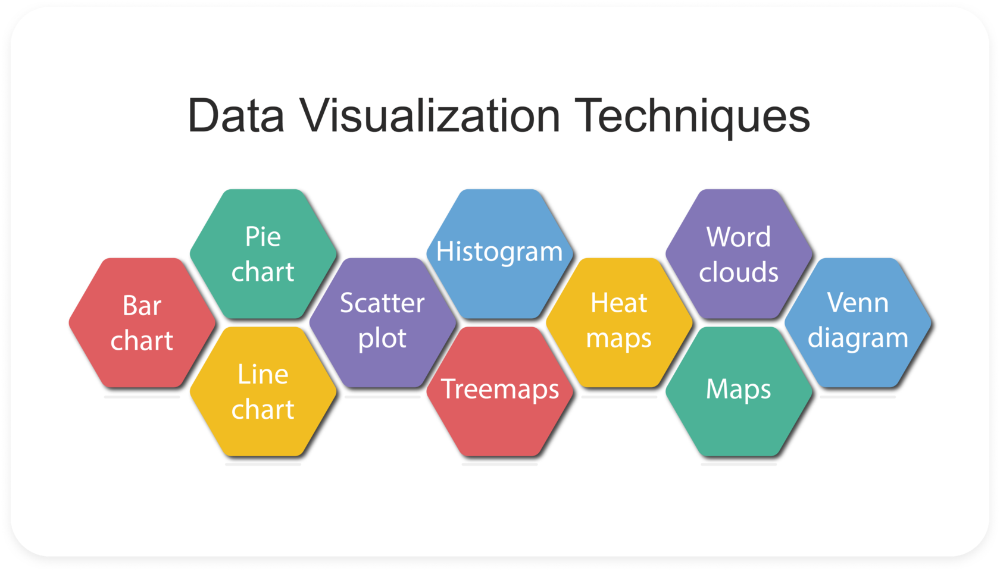 Data Visualization Techniques
Bar
chart
Pie
chart
Line
chart
Scatter
plot
Histogram
Treemaps
Heat
maps
Word
clouds
Maps
Venn
diagram